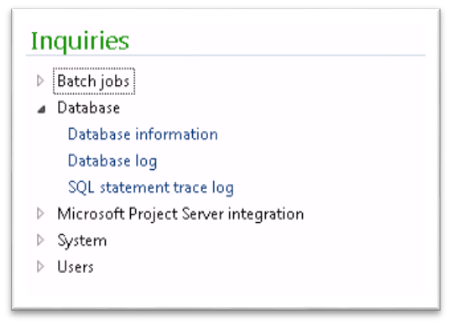 Inquiries
Batch jobs
Database
Database information
Database log
SQL statement trace log
Microsoft Project Server integration
System
Users